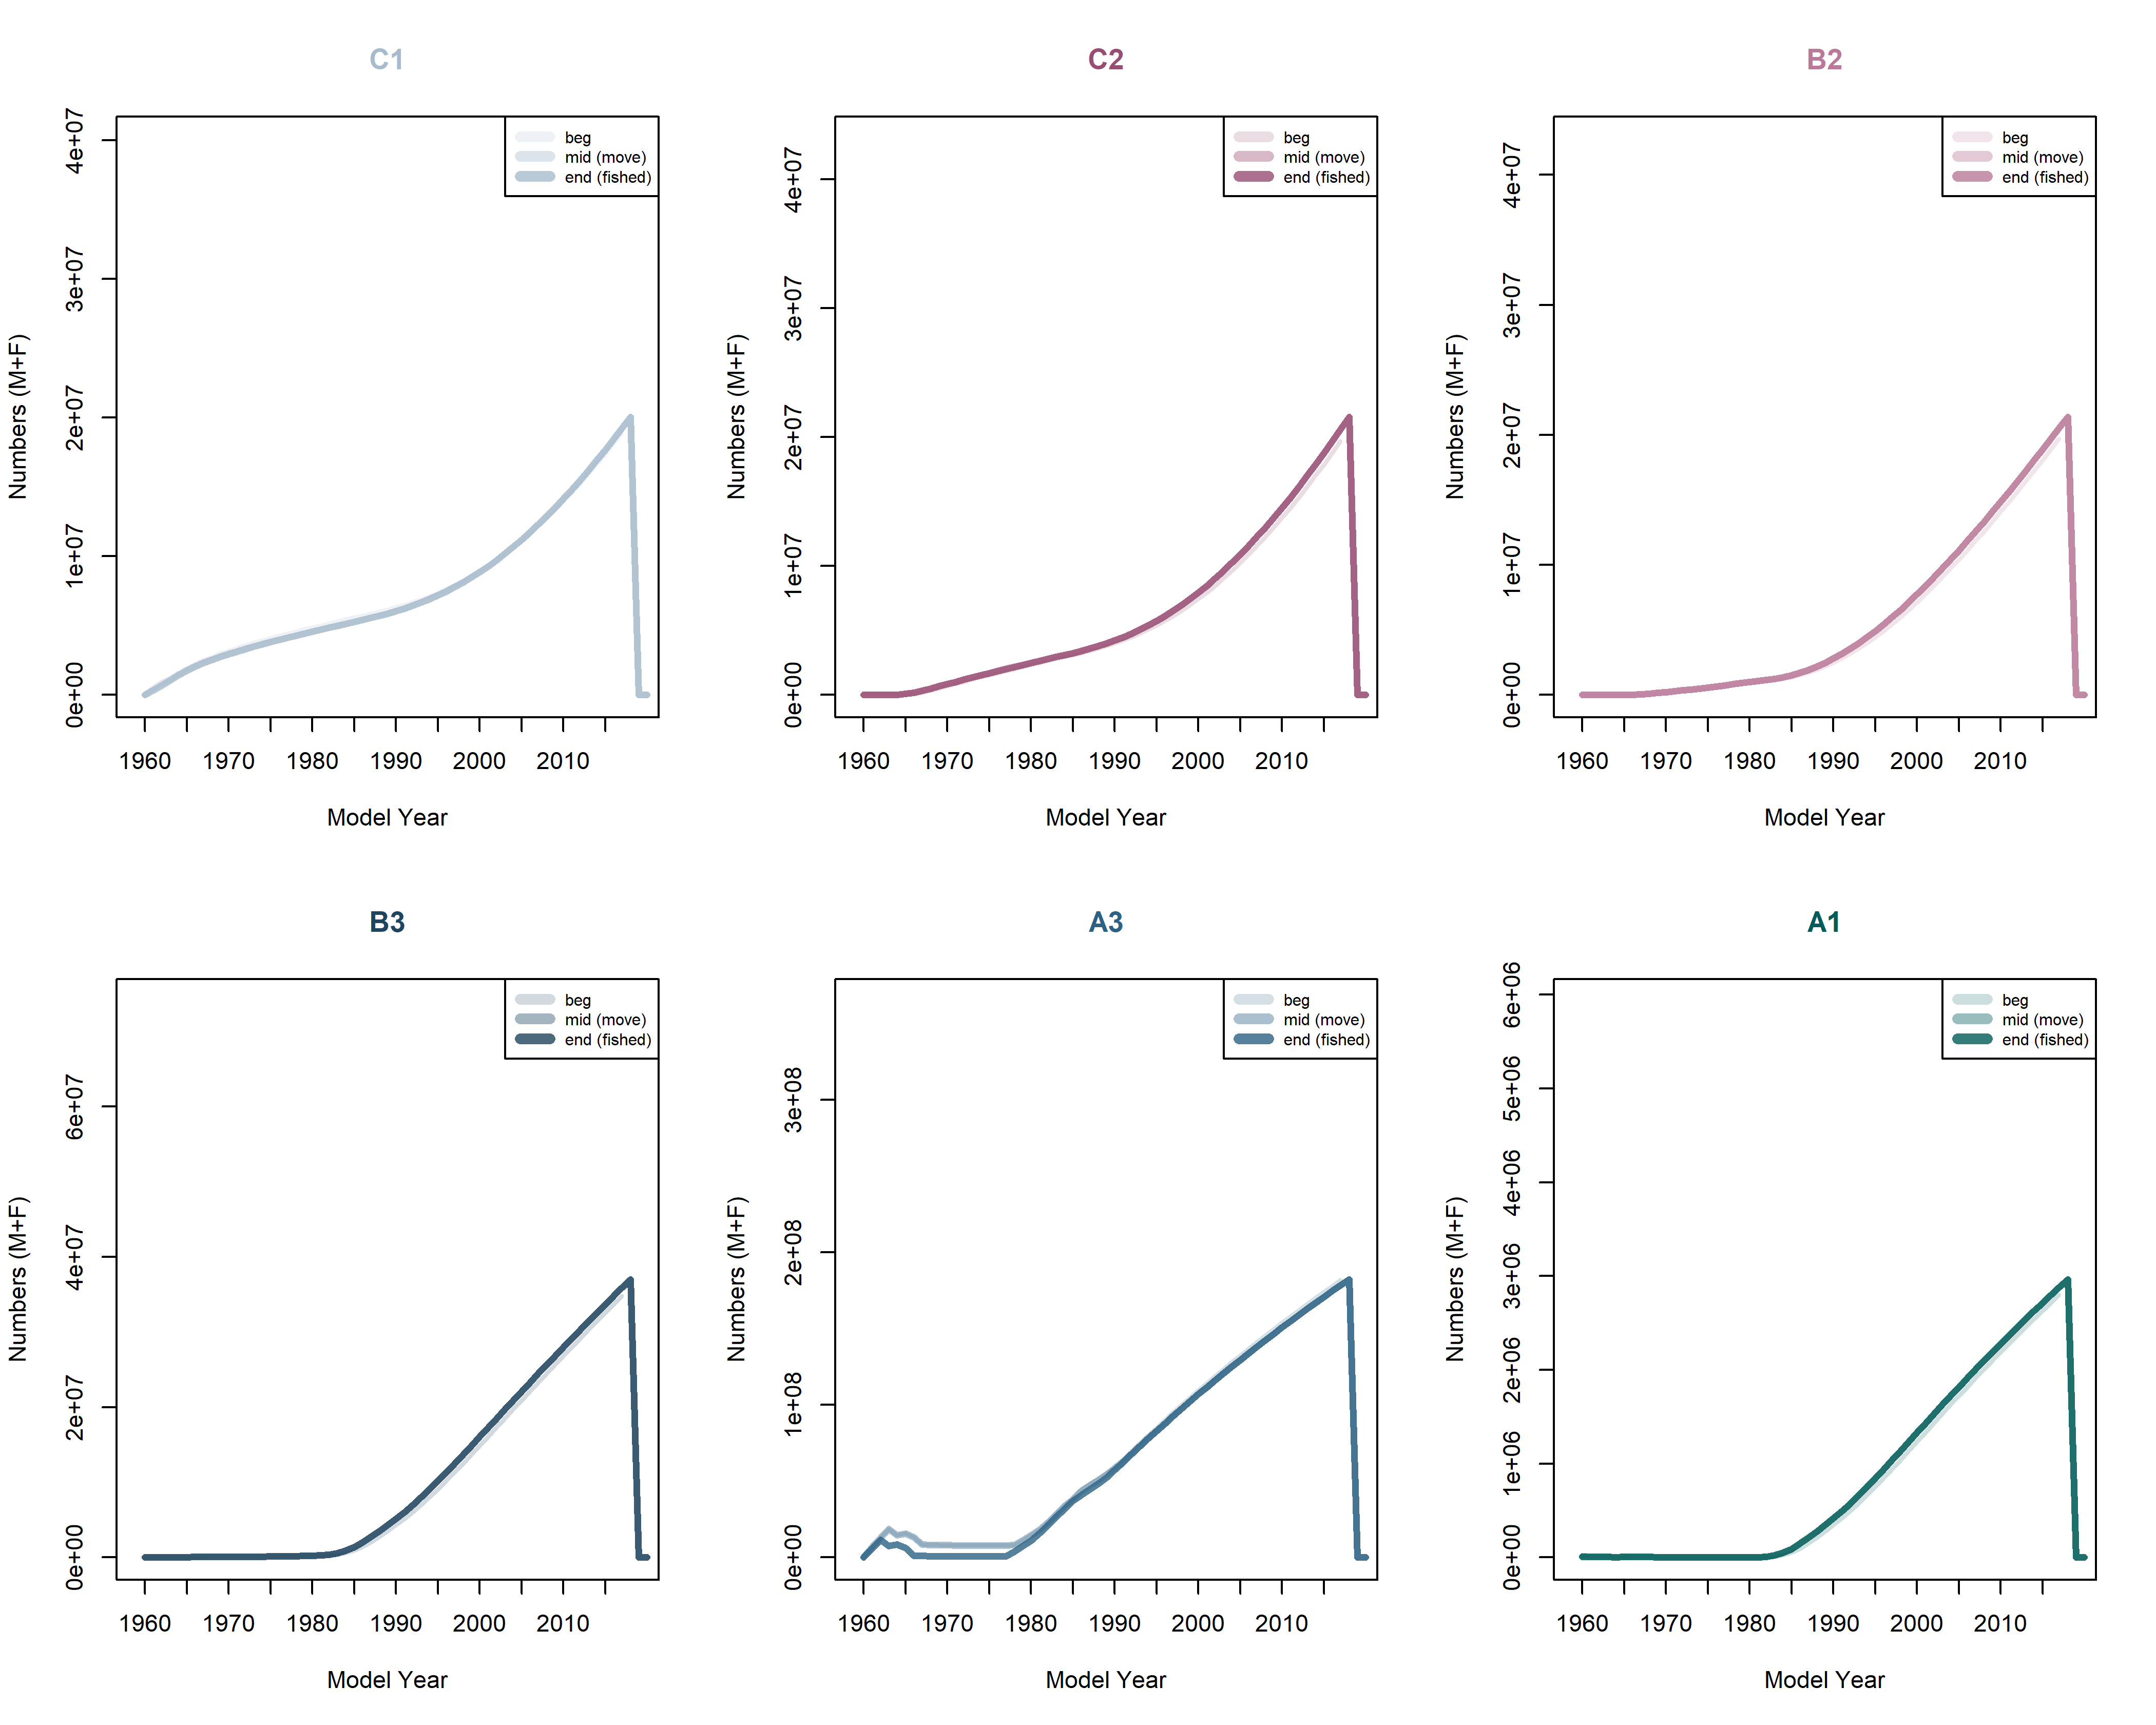 C1
4e+07
3e+07
2e+07
1e+07
0e+00
Numbers (M+F)
beg
mid (move)
end (fished)
1960 1970 1980 1990 2000 2010
Model Year
C2
4e+07
3e+07
2e+07
1e+07
0e+00
Numbers (M+F)
beg
mid (move)
end (fished)
1960 1970 1980 1990 2000 2010
Model Year
B2
4e+07
3e+07
2e+07
1e+07
0e+00
Numbers (M+F)
beg
mid (move)
end (fished)
1960 1970 1980 1990 2000 2010
Model Year
B3
6e+07
4e+07
2e+07
0e+00
Numbers (M+F)
beg
mid (move)
end (fished)
1960 1970 1980 1990 2000 2010
Model Year
A3
3e+08
2e+08
1e+08
0e+00
Numbers (M+F)
beg
mid (move)
end (fished)
1960 1970 1980 1990 2000 2010
Model Year
A1
6e+06
5e+06
4e+06
3e+06
2e+06
1e+06
0e+00
Numbers (M+F)
beg
mid (move)
end (fished)
1960 1970 1980 1990 2000 2010
Model Year